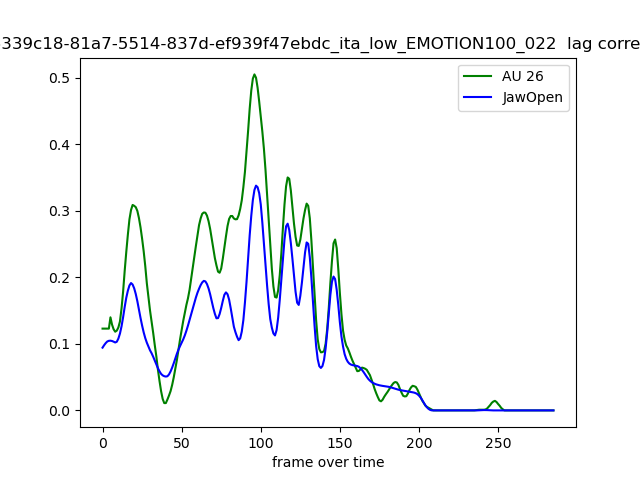 339c18-81a7-5514-837d-ef939f47ebdc_ita_low_EMOTION100_022 lag corre
AU 26
JawOpen
0.5
0.4
0.3
0.2
0.1
0.0
0 50 100 150 200 250
frame over time